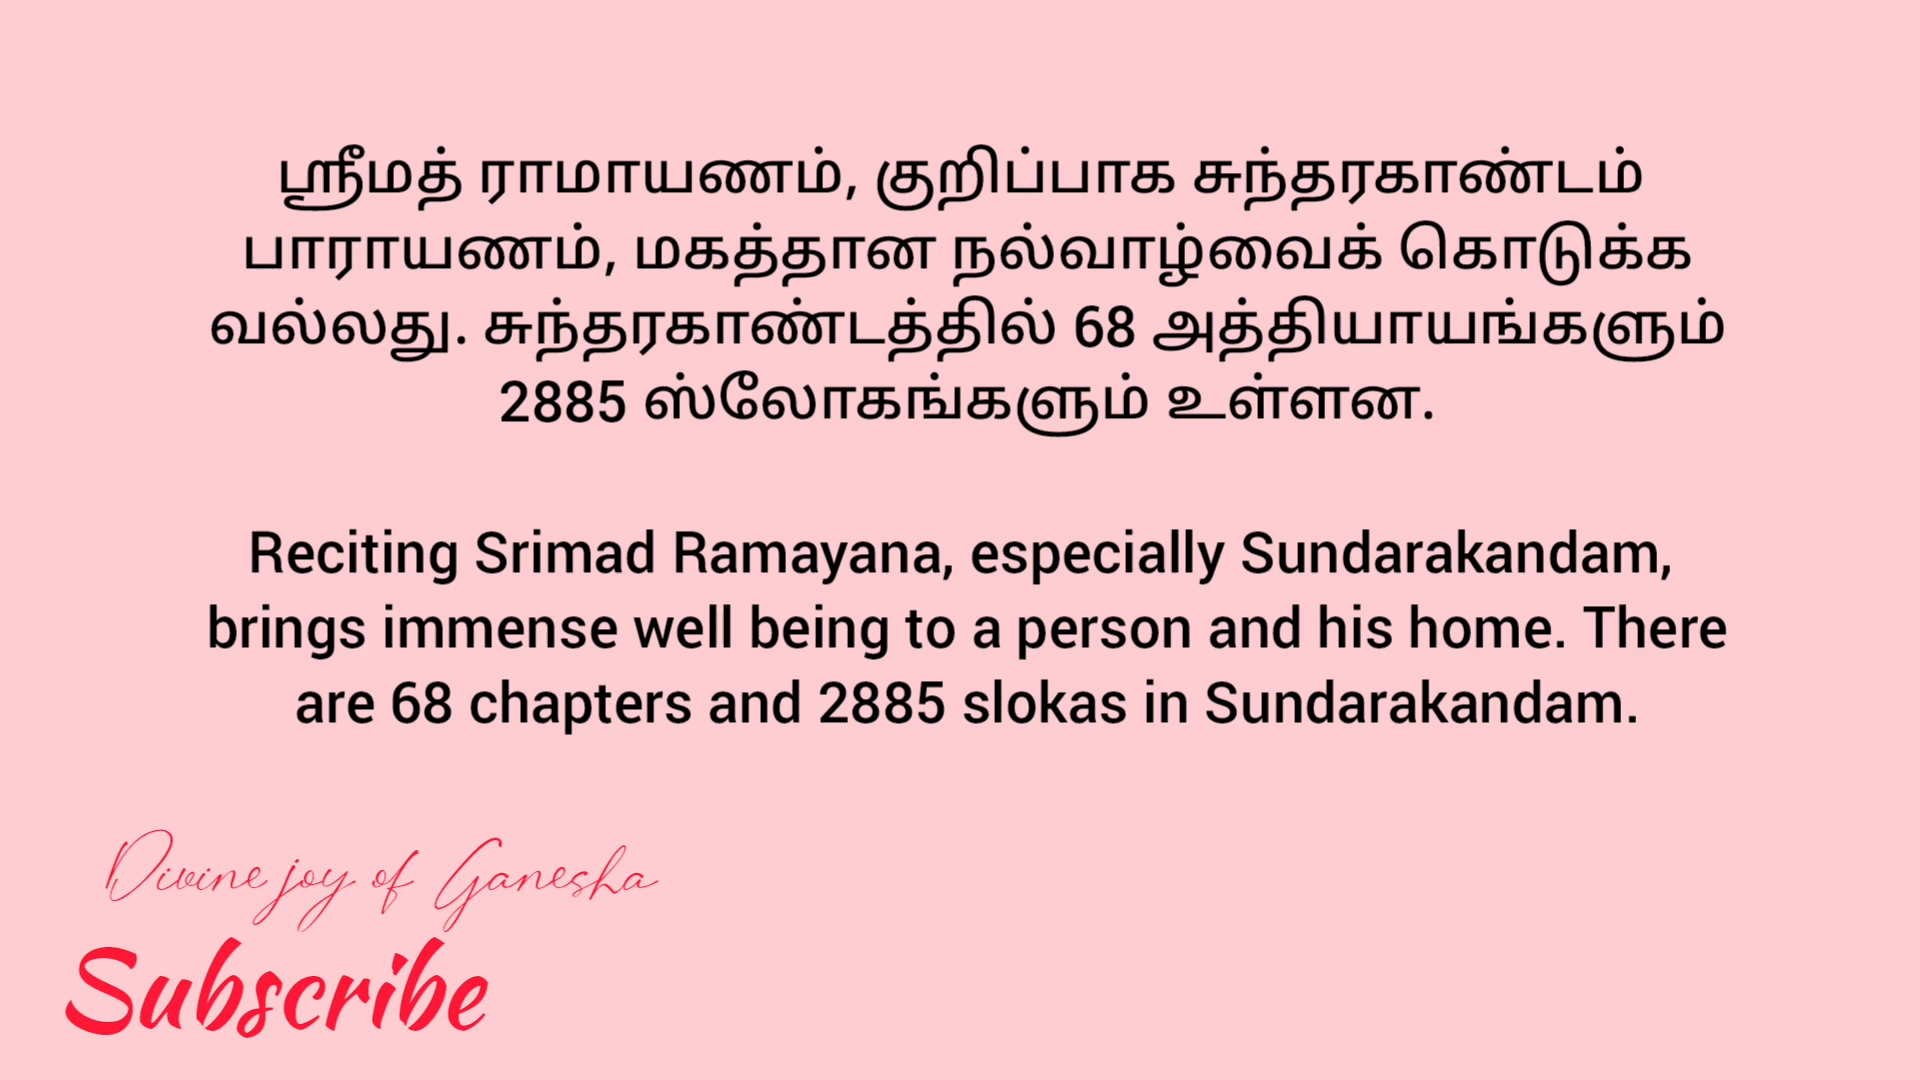 ஸ்ரீமத் ராமாயணம், குறிப்பாக சுந்தரகாண்டம்
பாராயணம், மகத்தான நல்வாழ்வைக் கொடுக்க
வல்லது. சுந்தரகாண்டத்தில் 68 அத்தியாயங்களும்
2885 ஸ்லோகங்களும் உள்ளன.
Reciting Srimad Ramayana, especially Sundarakandam,
brings immense well being to a person and his home. There
are 68 chapters and 2885 slokas in Sundarakandam.
Divine joy of Ganesha
Subscribe